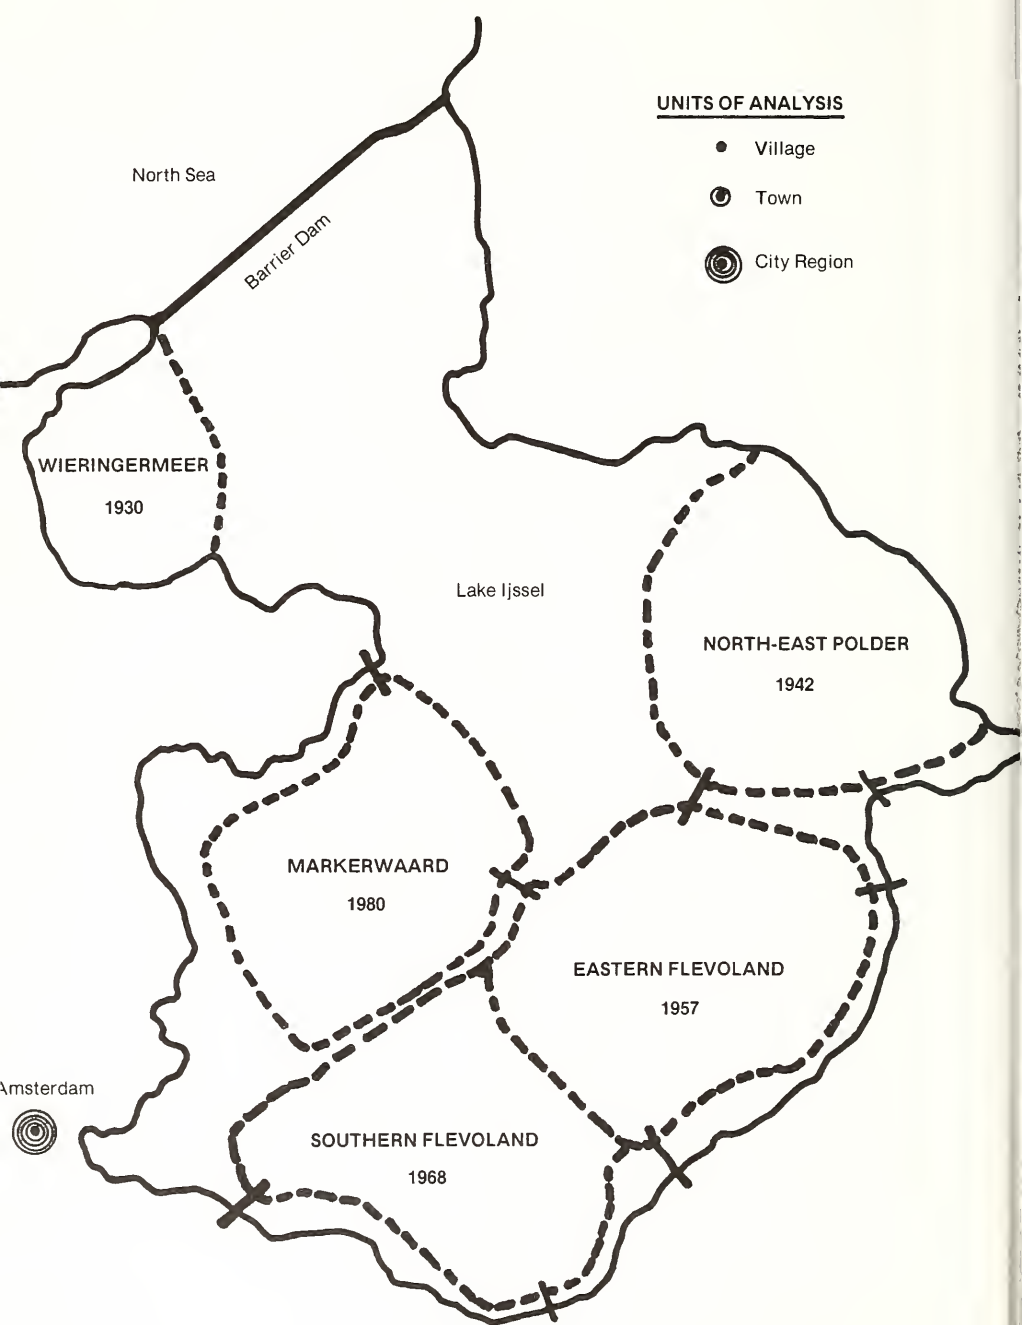 UNITS OF ANALYSIS
Village
Town
City Region
North Sea
Barrier Dam
WIERINGERMEER
1930
Lake Ijssel
NORTH-EAST POLDER
1942
MARKERWAARD
1980
EASTERN FLEVOLAND
1957
Amsterdam
SOUTHERN FLEVOLAND
1968